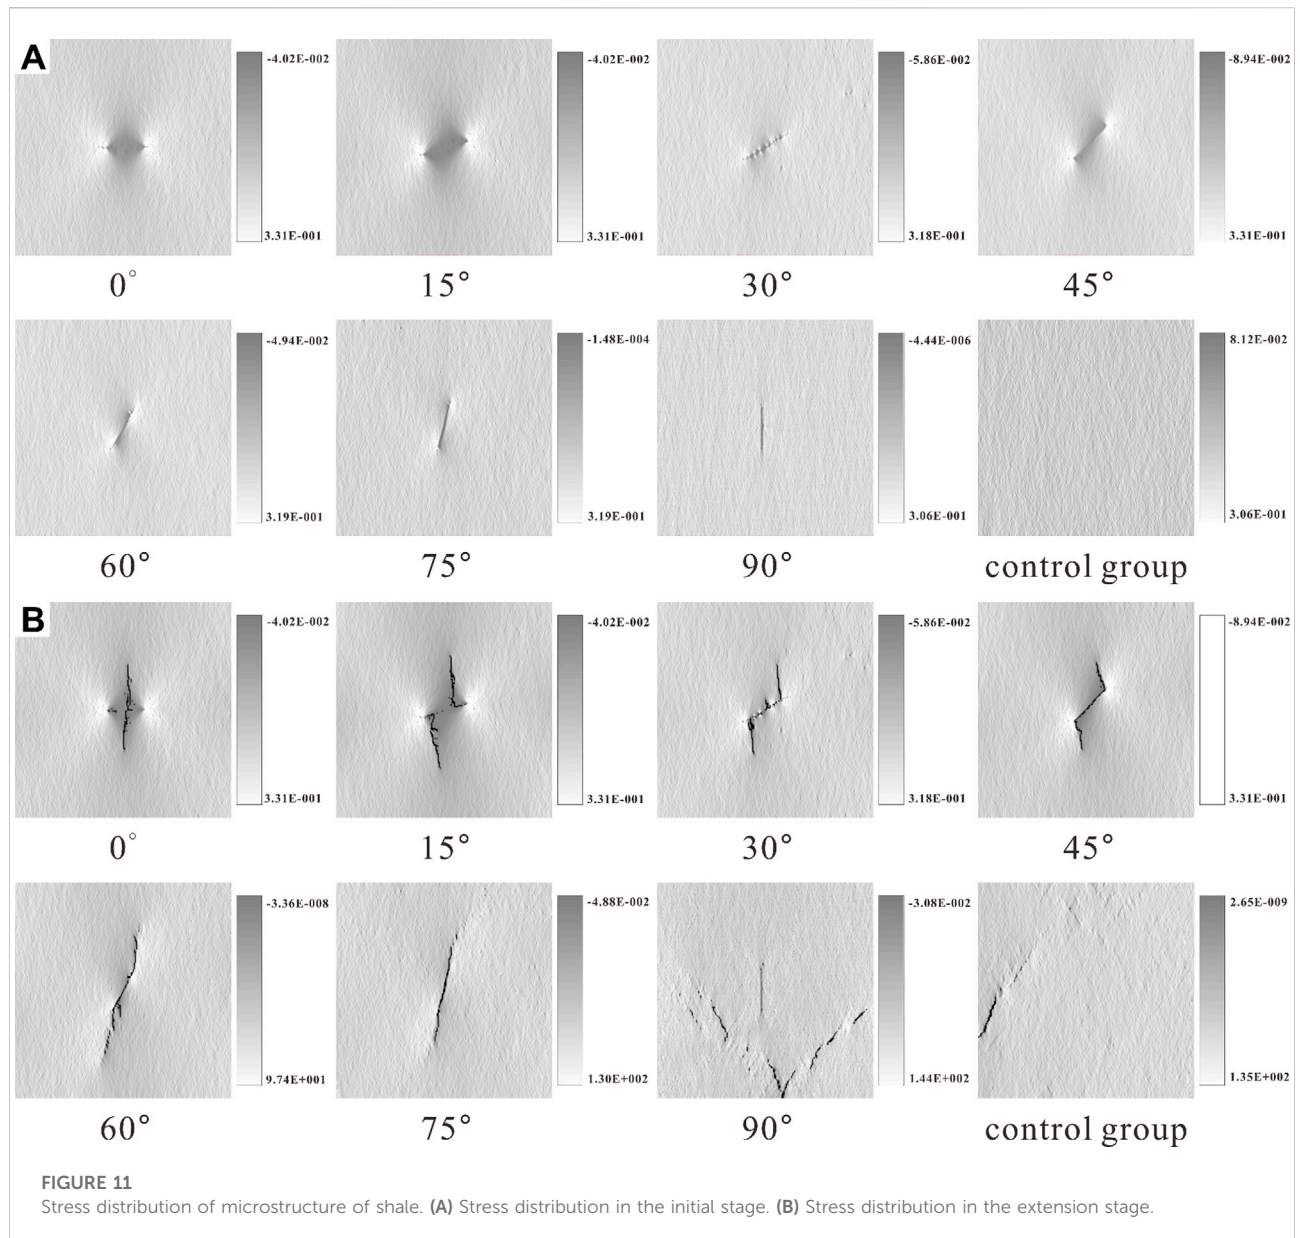 A
-4.02E-002
-4.02E-002
-5.86E-002
-8.94E-002
3.31E-001
3.31E-001
3.18E-001
3.31E-001
0°
15°
30°
45°
-4.94E-002
-1.48E-004
-4.44E-006
8.12E-002
3.19E-001
3.19E-001
3.06E-001
3.06E-001
60°
75°
90°
control group
B
-4.02E-002
-4.02E-002
-5.86E-002
-8.94E-002
3.31E-001
3.31E-001
3.18E-001
3.31E-001
0°
15°
30°
45°
-3.36E-008
-4.88E-002
-3.08E-002
2.65E-009
9.74E+001
1.30E+002
1.44E+002
1.35E+002
60°
75°
90°
control group
FIGURE 11
Stress distribution of microstructure of shale. (A) Stress distribution in the initial stage. (B) Stress distribution in the extension stage.